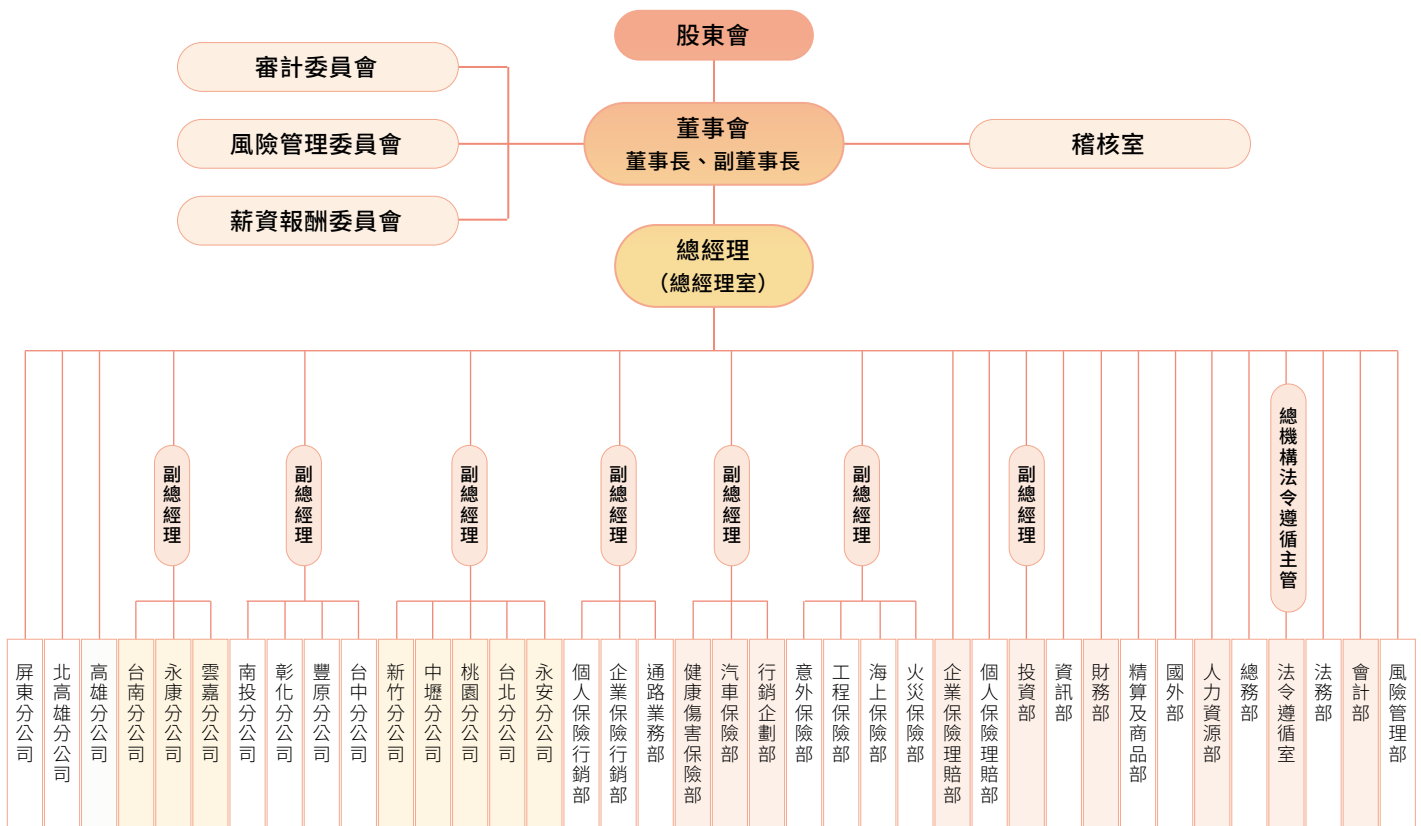 股東會
審計委員會
風險管理委員會
薪資報酬委員會
董事會
董事長、副董事長
稽核室
總經理
（總經理室）
副總經理
副總經理
副總經理
副總經理
副總經理
副總經理
副總經理
總機構法令遵循主管
屏東分公司
北高雄分公司
高雄分公司
台南分公司
永康分公司
雲嘉分公司
南投分公司
彰化分公司
豐原分公司
台中分公司
新竹分公司
中壢分公司
桃園分公司
台北分公司
永安分公司
個人保險行銷部
企業保險行銷部
通路業務部
健康傷害保險部
汽車保險部
行銷企劃部
意外保險部
工程保險部
海上保險部
火災保險部
企業保險理賠部
個人保險理賠部
投資部
資訊部
財務部
精算及商品部
國外部
人力資源部
總務部
法令遵循室
法務部
會計部
風險管理部